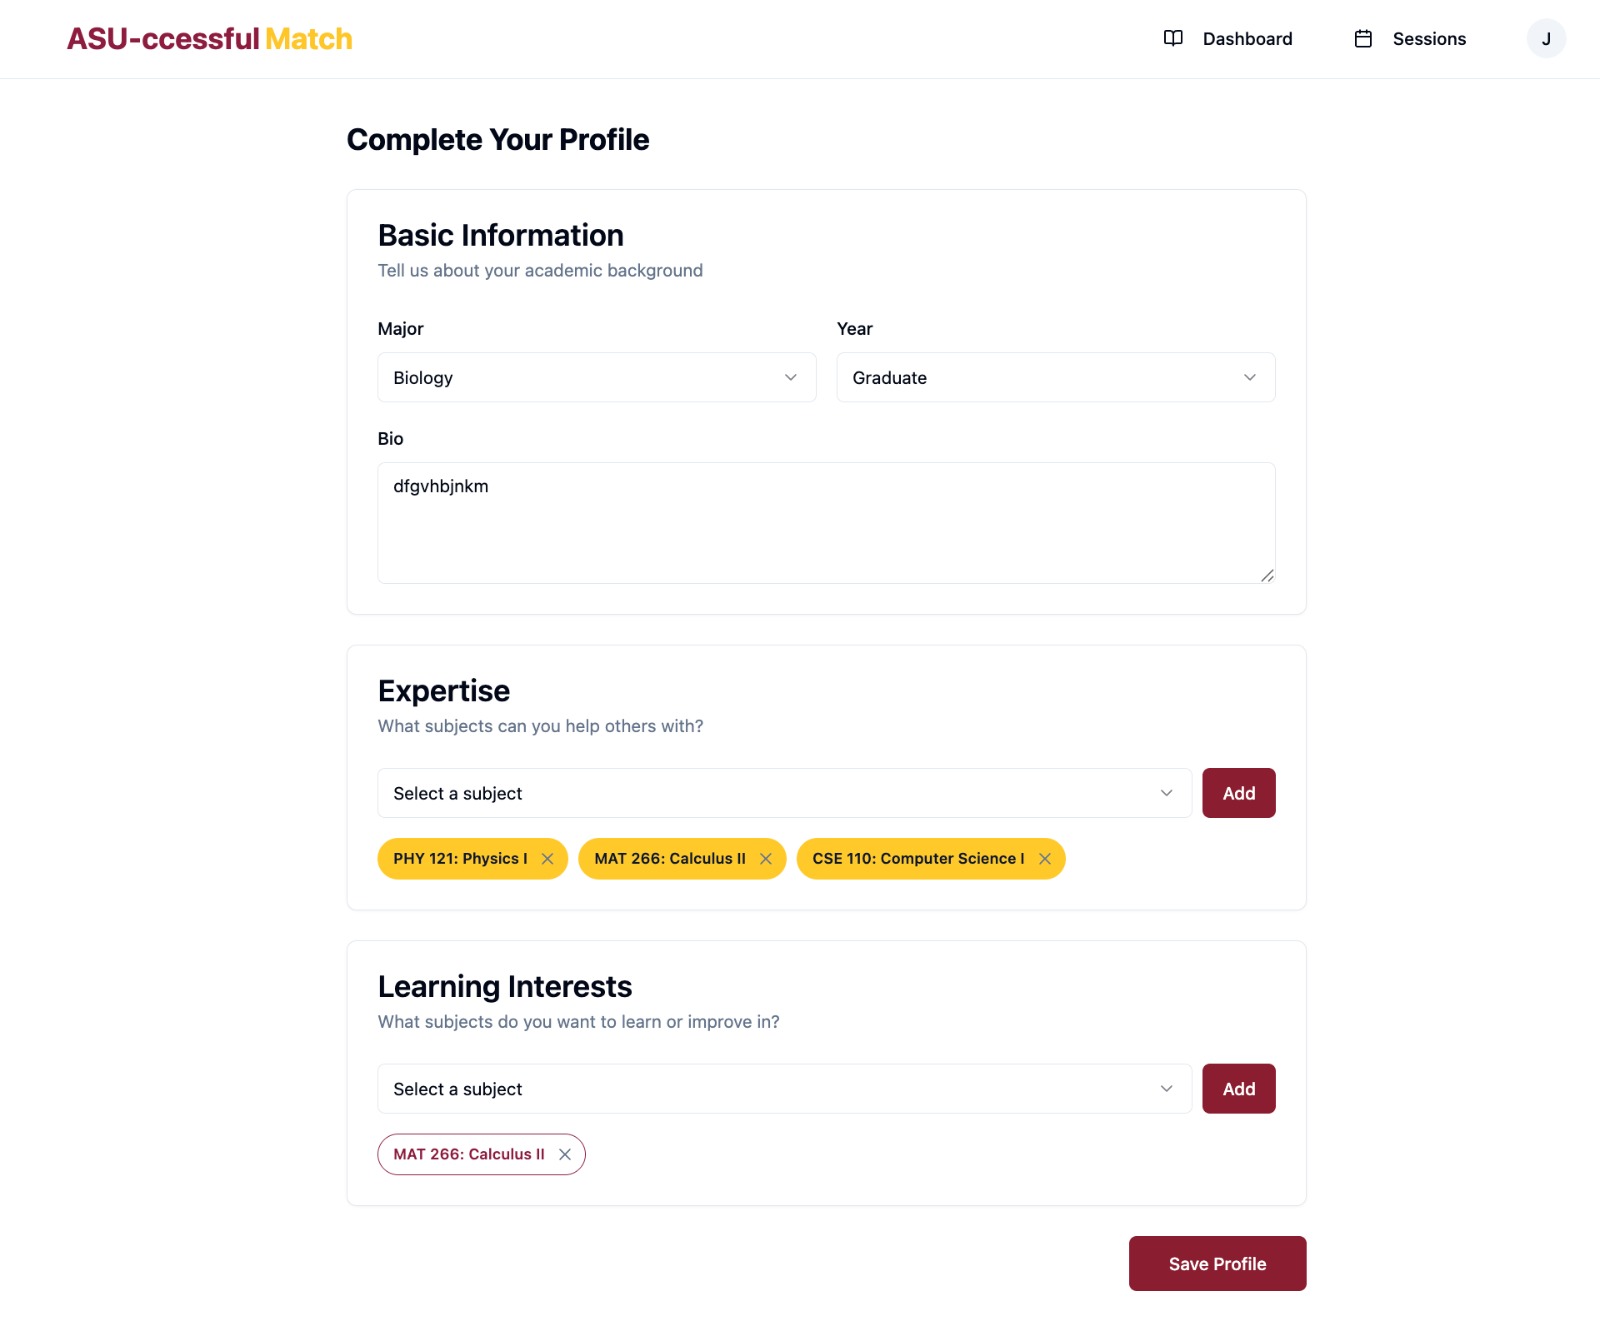 ASU-ccessful Match
Dashboard
Sessions
J
Complete Your Profile
Basic Information
Tell us about your academic background
Major
Year
Biology
Graduate
Bio
dfgvhbjnkm
Expertise
What subjects can you help others with?
Select a subject
Add
PHY 121: Physics I
MAT 266: Calculus II
CSE 110: Computer Science I
Learning Interests
What subjects do you want to learn or improve in?
Select a subject
Add
MAT 266: Calculus II
Save Profile